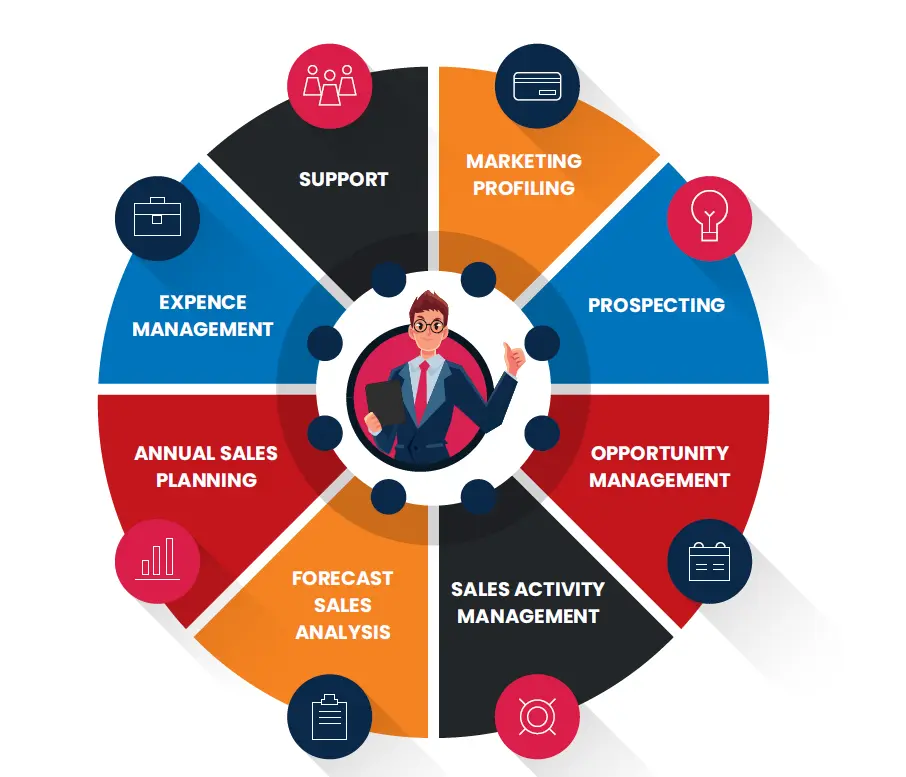 SUPPORT
MARKETING
PROFILING
EXPENCE
MANAGEMENT
PROSPECTING
ANNUAL SALES
PLANNING
OPPORTUNITY
MANAGEMENT
FORECAST
SALES
ANALYSIS
SALES ACTIVITY
MANAGEMENT